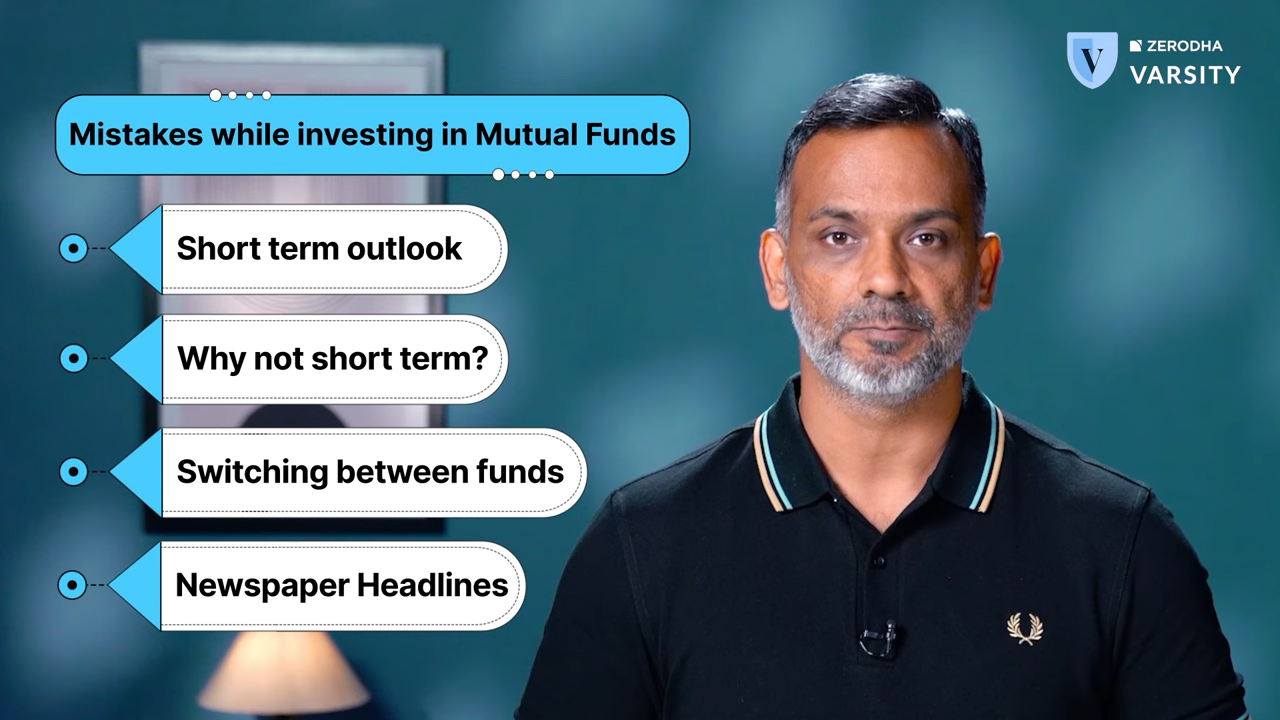 ZERODHA
VARSITY
Mistakes while investing in Mutual Funds
Short term outlook
Why not short term?
Switching between funds
Newspaper Headlines